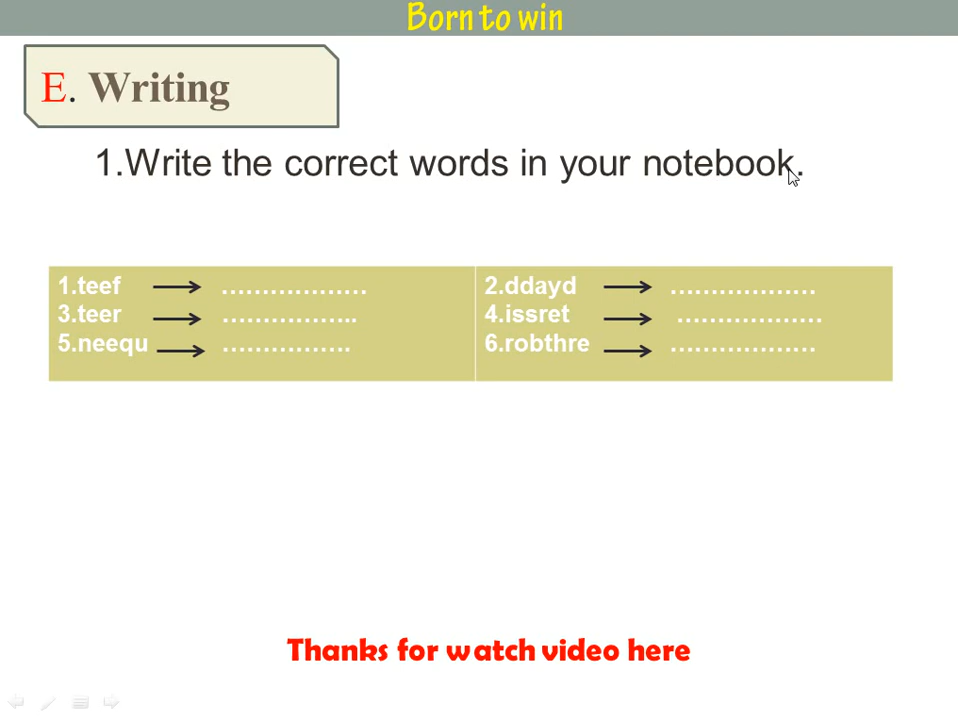 Born to win
E. Writing
1.Write the correct words in your notebook.
1.teef ………………
3.teer ……………..
5.neequ …………….
2.ddayd ………………
4.issret ………………
6.robthre ………………
Thanks for watch video here